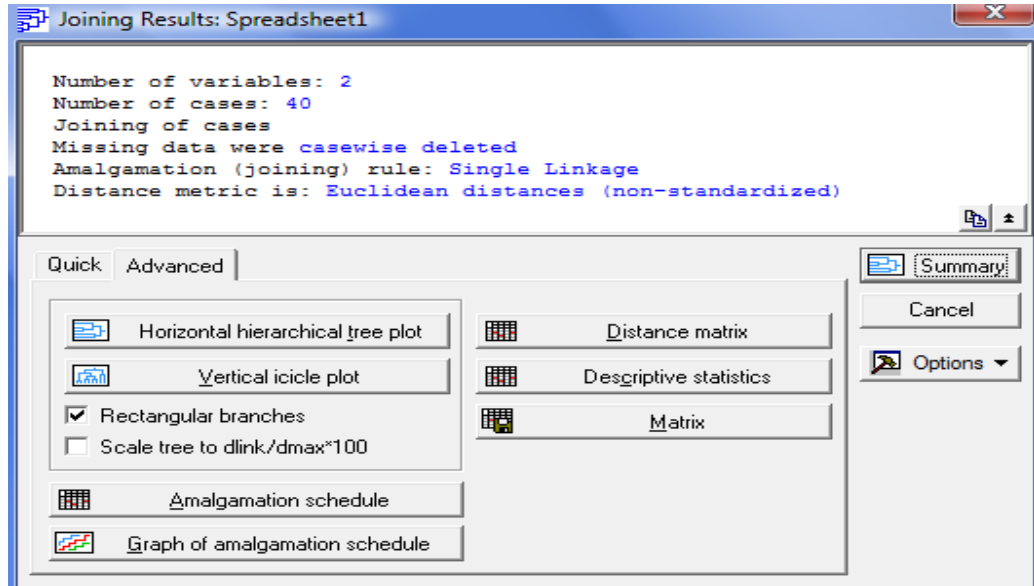 Joining Results: Spreadsheet1
Number of variables: 2
Number of cases: 40
Joining of cases
Missing data were casewise deleted
Amalgamation (joining) rule: Single Linkage
Distance metric is: Euclidean distances (non-standardized)
Quick Advanced
Summary
Cancel
Options
Horizontal hierarchical tree plot
Vertical icicle plot
Rectangular branches
Scale tree to dlink/dmax*100
Amalgamation schedule
Graph of amalgamation schedule
Distance matrix
Descriptive statistics
Matrix